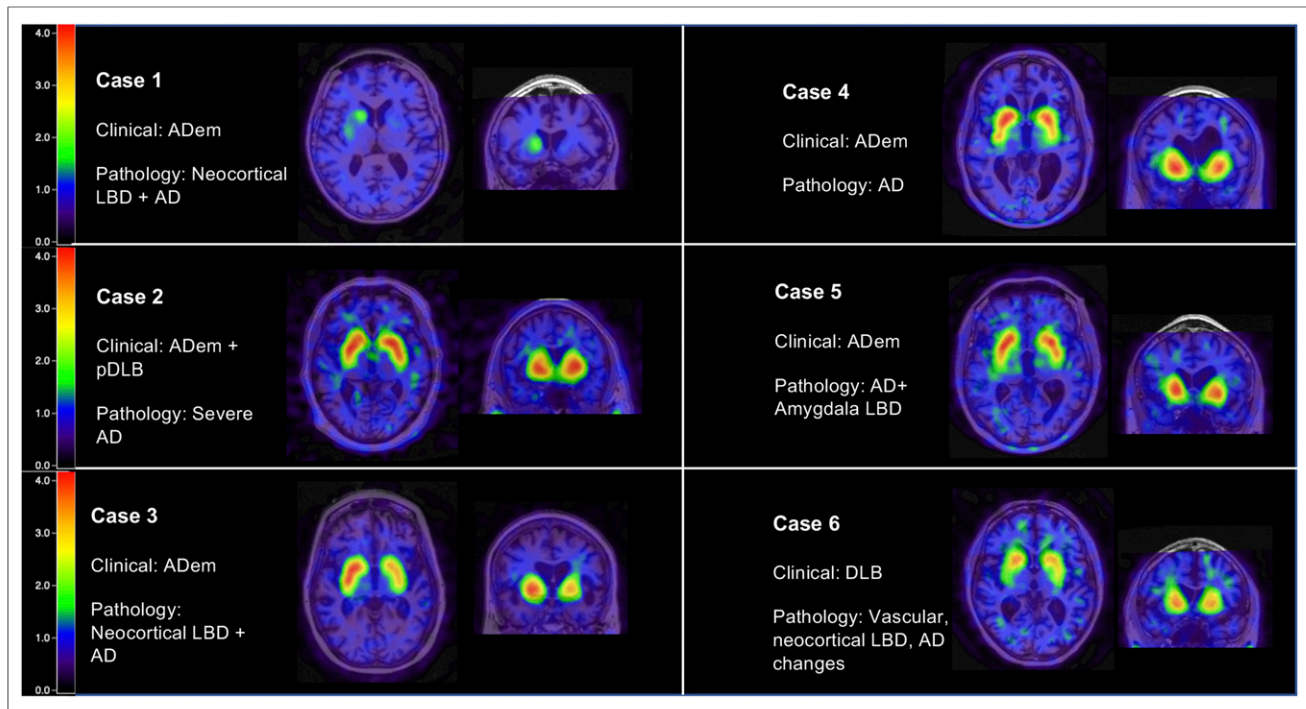 4.0
3.0
2.0
1.0
0.0
Case 1
Clinical: ADem
Pathology: Neocortical
LBD + AD
Case 4
Clinical: ADem
Pathology: AD
4.0
3.0
2.0
1.0
0.0
Case 2
Clinical: ADem +
pDLB
Pathology: Severe
AD
Case 5
Clinical: ADem
Pathology: AD+
Amygdala LBD
4.0
3.0
2.0
1.0
0.0
Case 3
Clinical: ADem
Pathology:
Neocortical LBD +
AD
Case 6
Clinical: DLB
Pathology: Vascular,
neocortical LBD, AD
changes